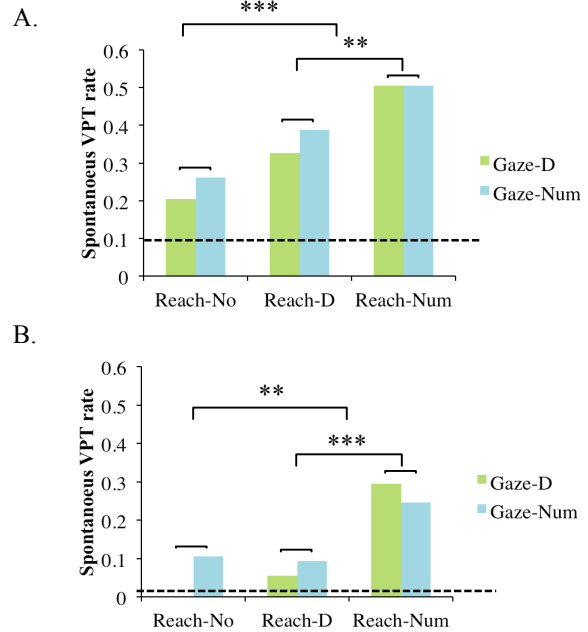 A.
***
**
0.6
0.5
0.4
0.3
0.2
0.1
0
Spontanoeus VPT rate
Gaze-D
Gaze-Num
Reach-No Reach-D Reach-Num
B.
**
***
0.6
0.5
0.4
0.3
0.2
0.1
0
Spontanoeus VPT rate
Gaze-D
Gaze-Num
Reach-No Reach-D Reach-Num